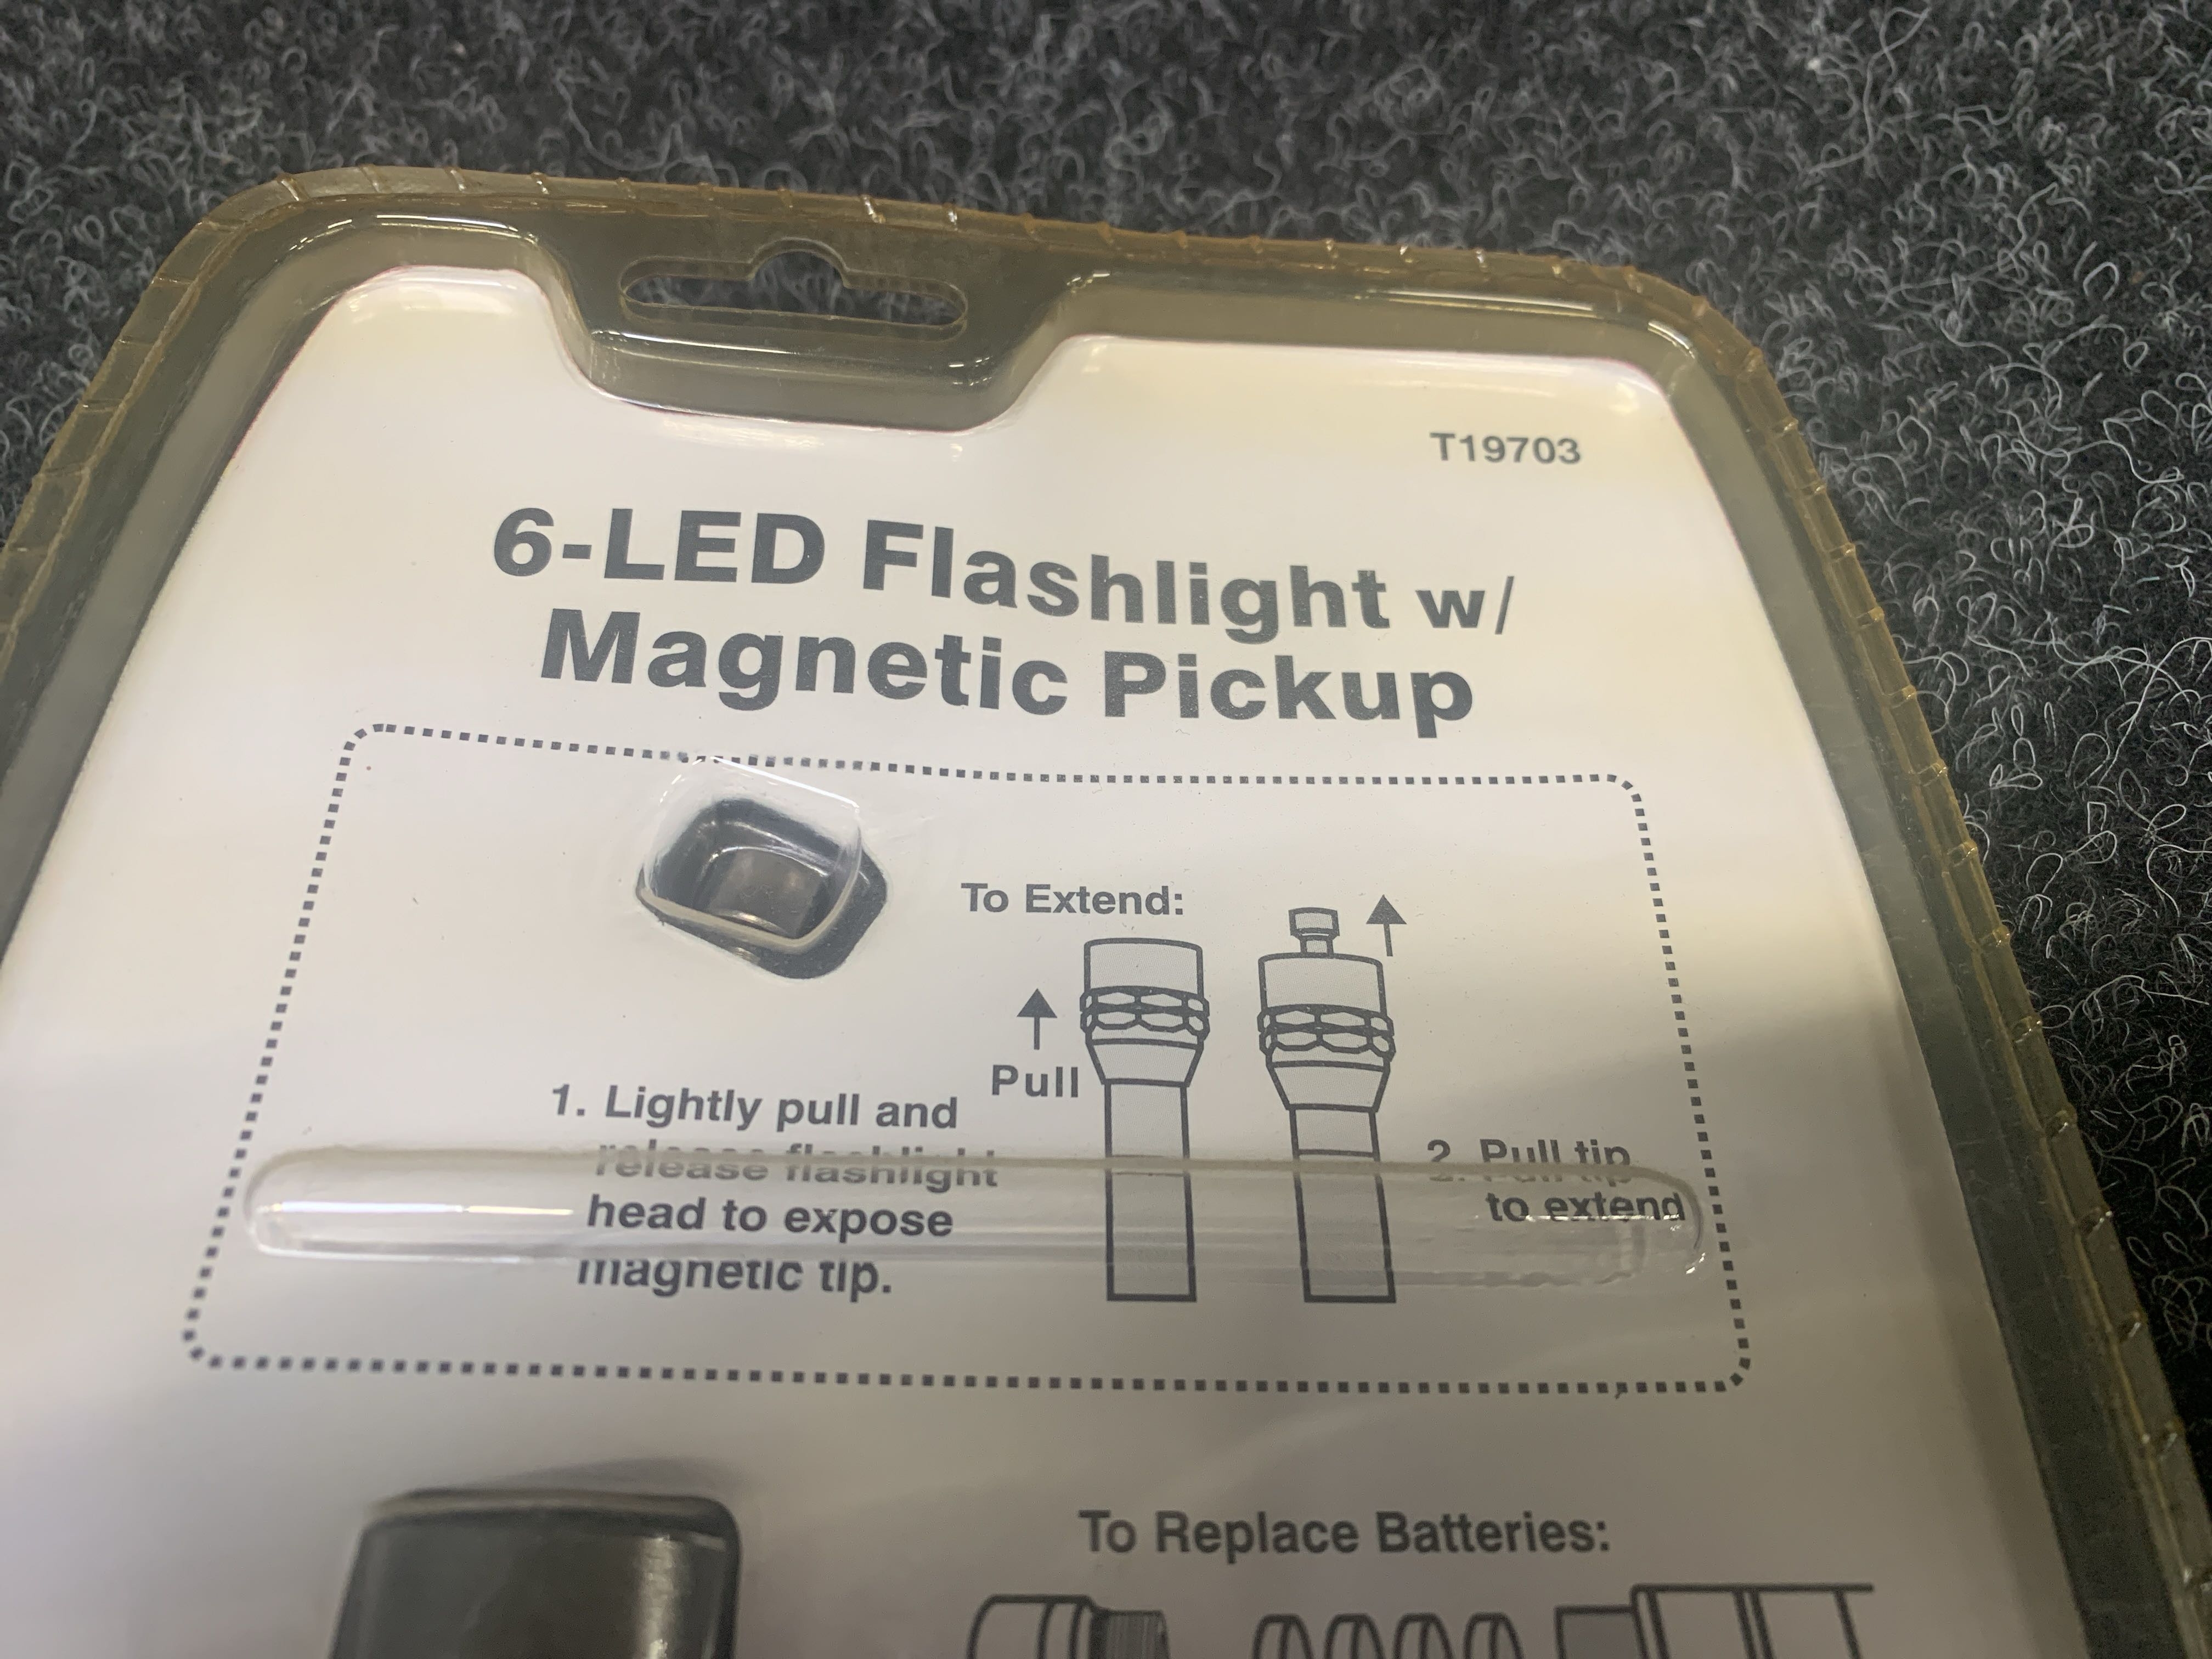 T19703
6-LED Flashlight w/
Magnetic Pickup
To Extend:
Pull
1. Lightly pull and
release flashlight
head to expose
magnetic tip.
2. Pull tip
to extend
To Replace Batteries: